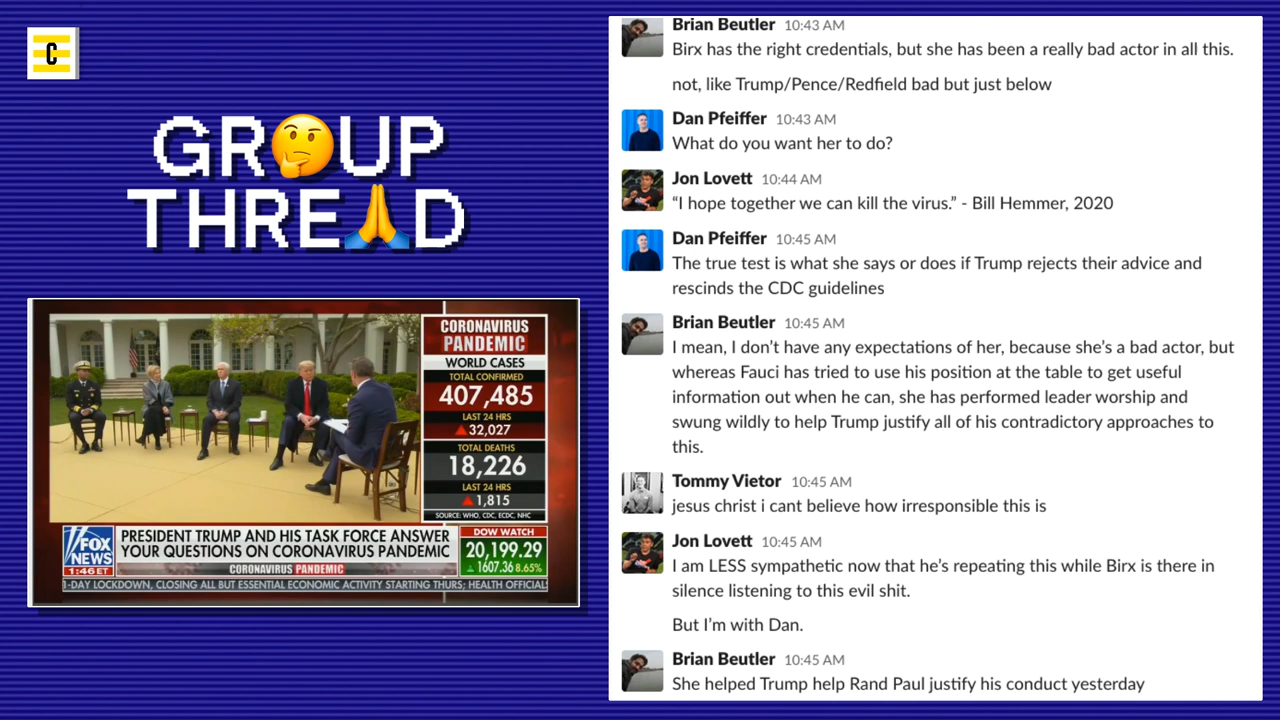 C
GR🤔UP
THRE🙏D
CORONAVIRUS
PANDEMIC
WORLD CASES
TOTAL CONFIRMED
407,485
LAST 24 HRS
▲32,027
TOTAL DEATHS
18,226
LAST 24 HRS
▲1,815
SOURCE: WHO, CDC, ECDC, NHC
FOX
NEWS
1:46 ET
PRESIDENT TRUMP AND HIS TASK FORCE ANSWER
YOUR QUESTIONS ON CORONAVIRUS PANDEMIC
CORONAVIRUS PANDEMIC
DOW WATCH
20,199.29
▲ 1607.36 8.65%
1-DAY LOCKDOWN, CLOSING ALL BUT ESSENTIAL ECONOMIC ACTIVITY STARTING THURS; HEALTH OFFICIAL
Brian Beutler 10:43 AM
Birx has the right credentials, but she has been a really bad actor in all this.
not, like Trump/Pence/Redfield bad but just below
Dan Pfeiffer 10:43 AM
What do you want her to do?
Jon Lovett 10:44 AM
“I hope together we can kill the virus.” - Bill Hemmer, 2020
Dan Pfeiffer 10:45 AM
The true test is what she says or does if Trump rejects their advice and
rescinds the CDC guidelines
Brian Beutler 10:45 AM
I mean, I don’t have any expectations of her, because she’s a bad actor, but
whereas Fauci has tried to use his position at the table to get useful
information out when he can, she has performed leader worship and
swung wildly to help Trump justify all of his contradictory approaches to
this.
Tommy Vietor 10:45 AM
jesus christ i cant believe how irresponsible this is
Jon Lovett 10:45 AM
I am LESS sympathetic now that he’s repeating this while Birx is there in
silence listening to this evil shit.
But I’m with Dan.
Brian Beutler 10:45 AM
She helped Trump help Rand Paul justify his conduct yesterday